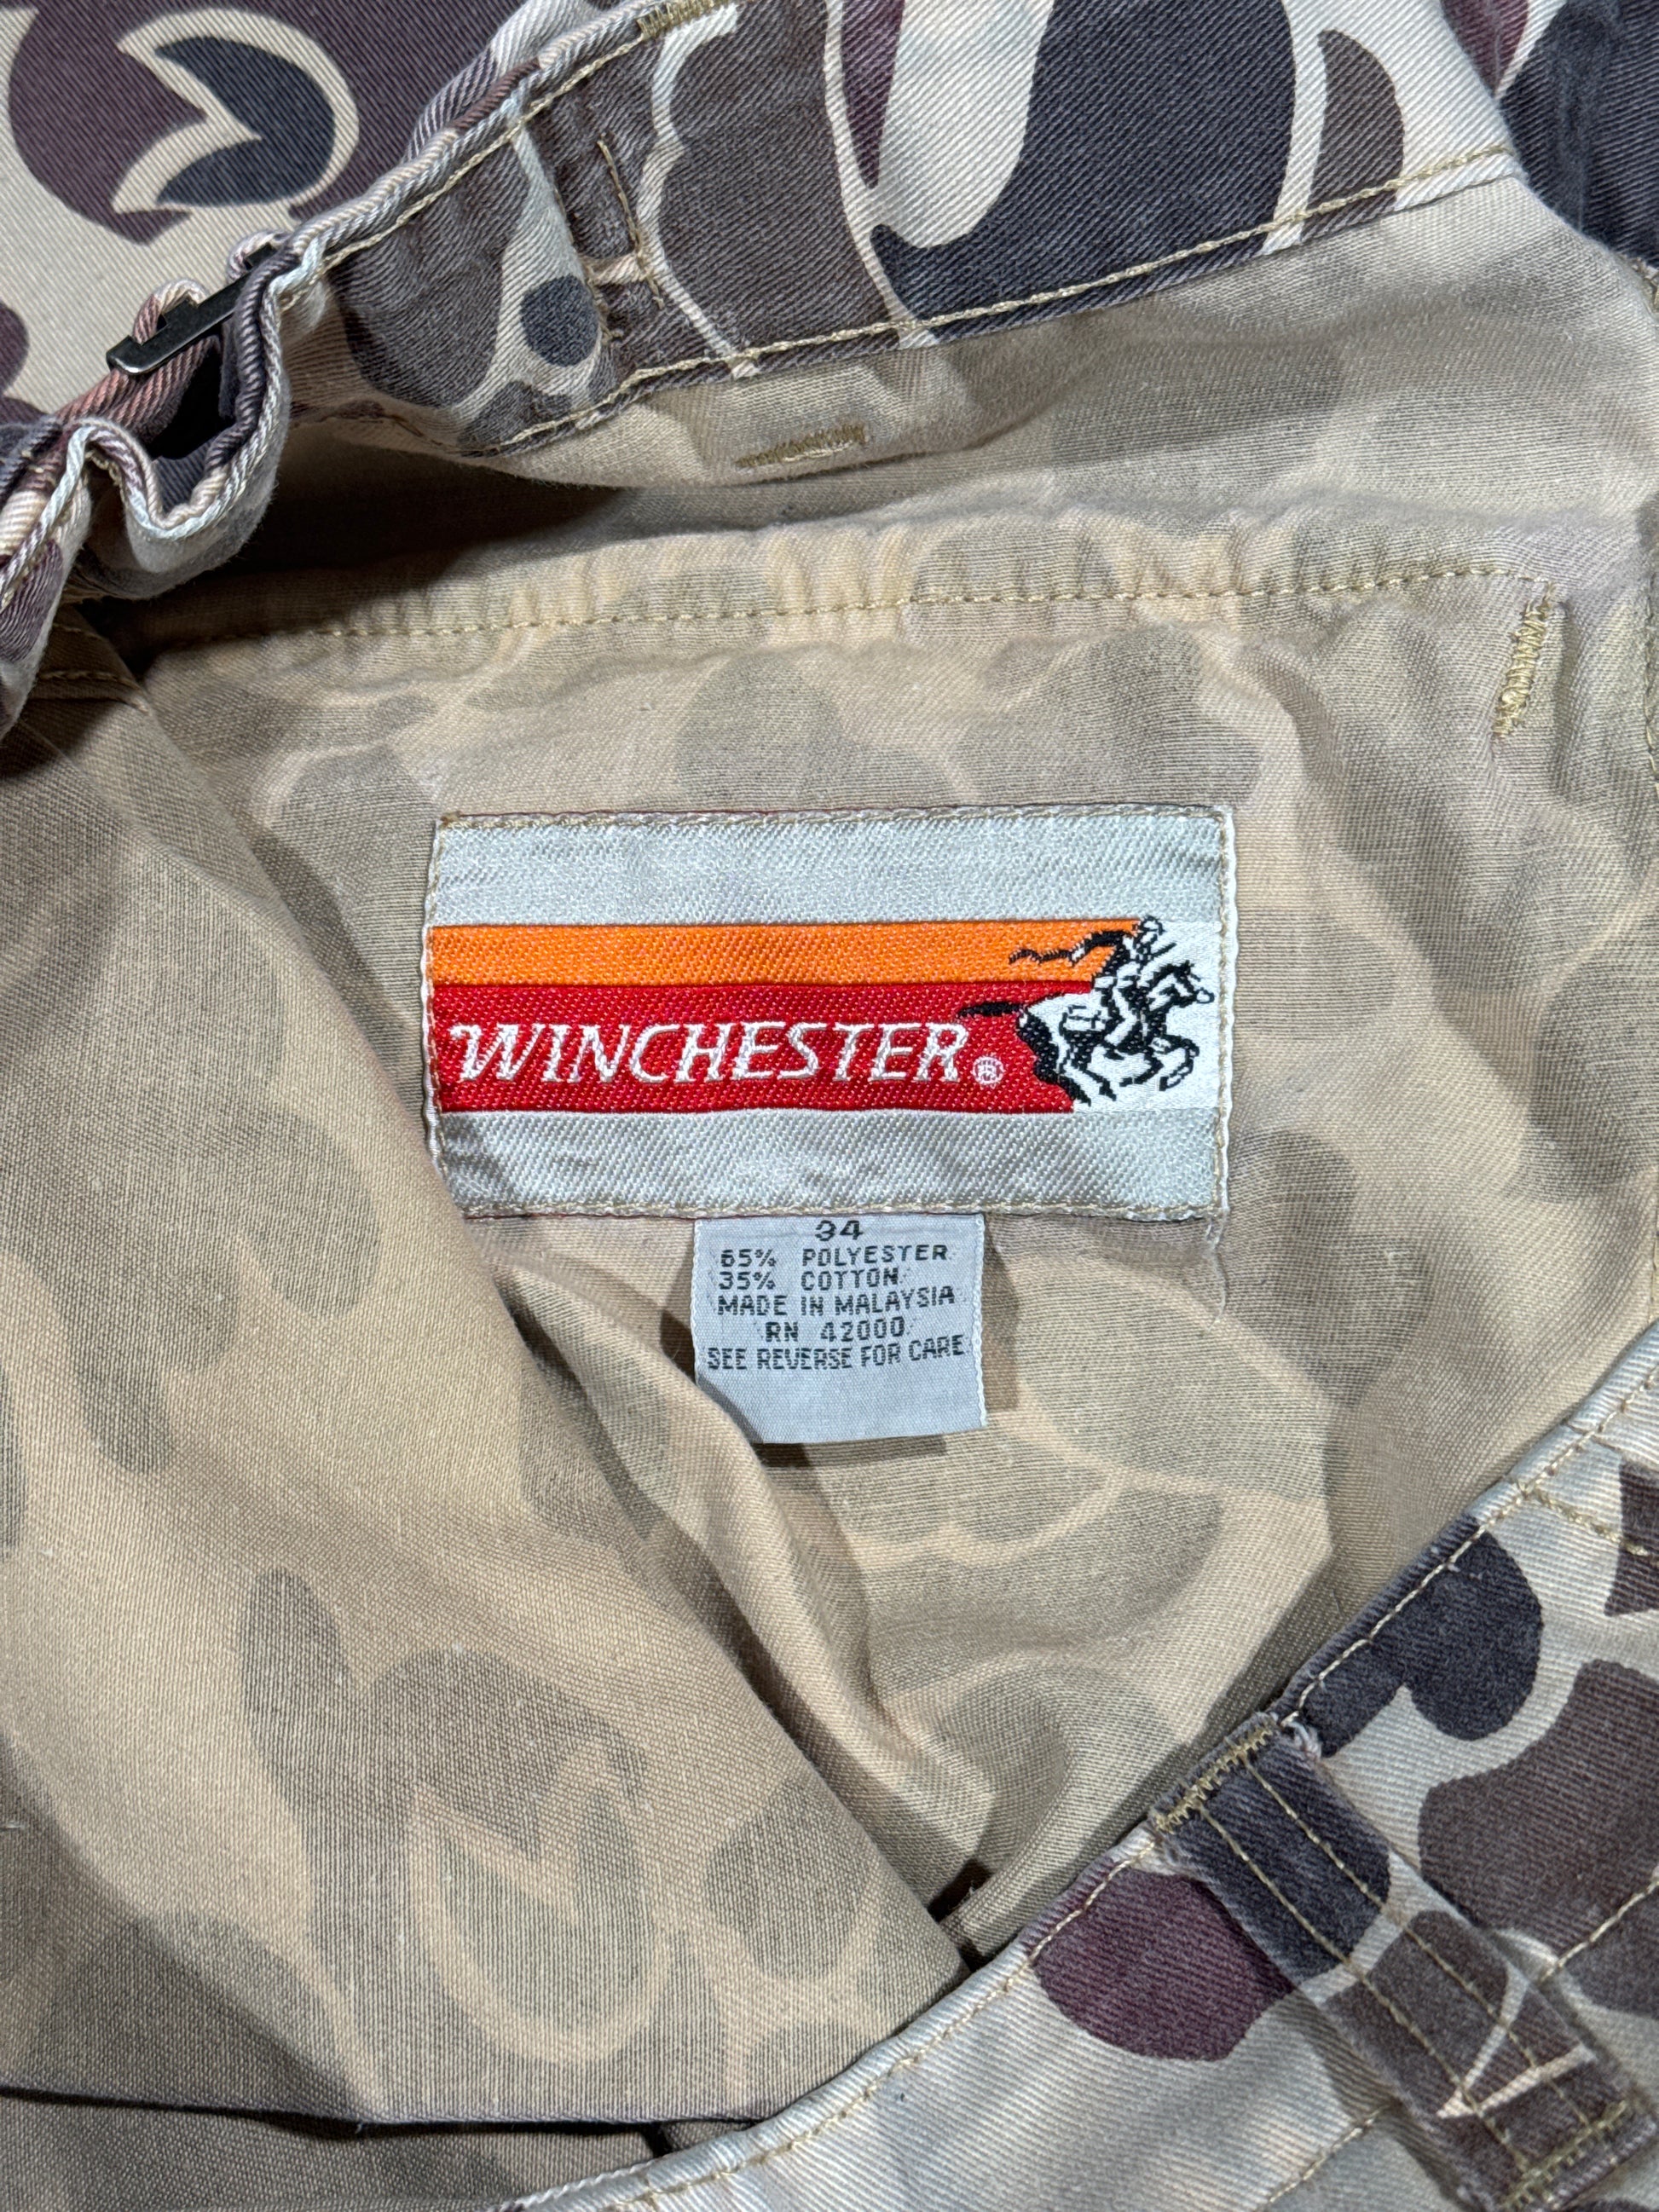 WINCHESTER®
34
65% POLYESTER
35% COTTON
MADE IN MALAYSIA
RN 42000
SEE REVERSE FOR CARE